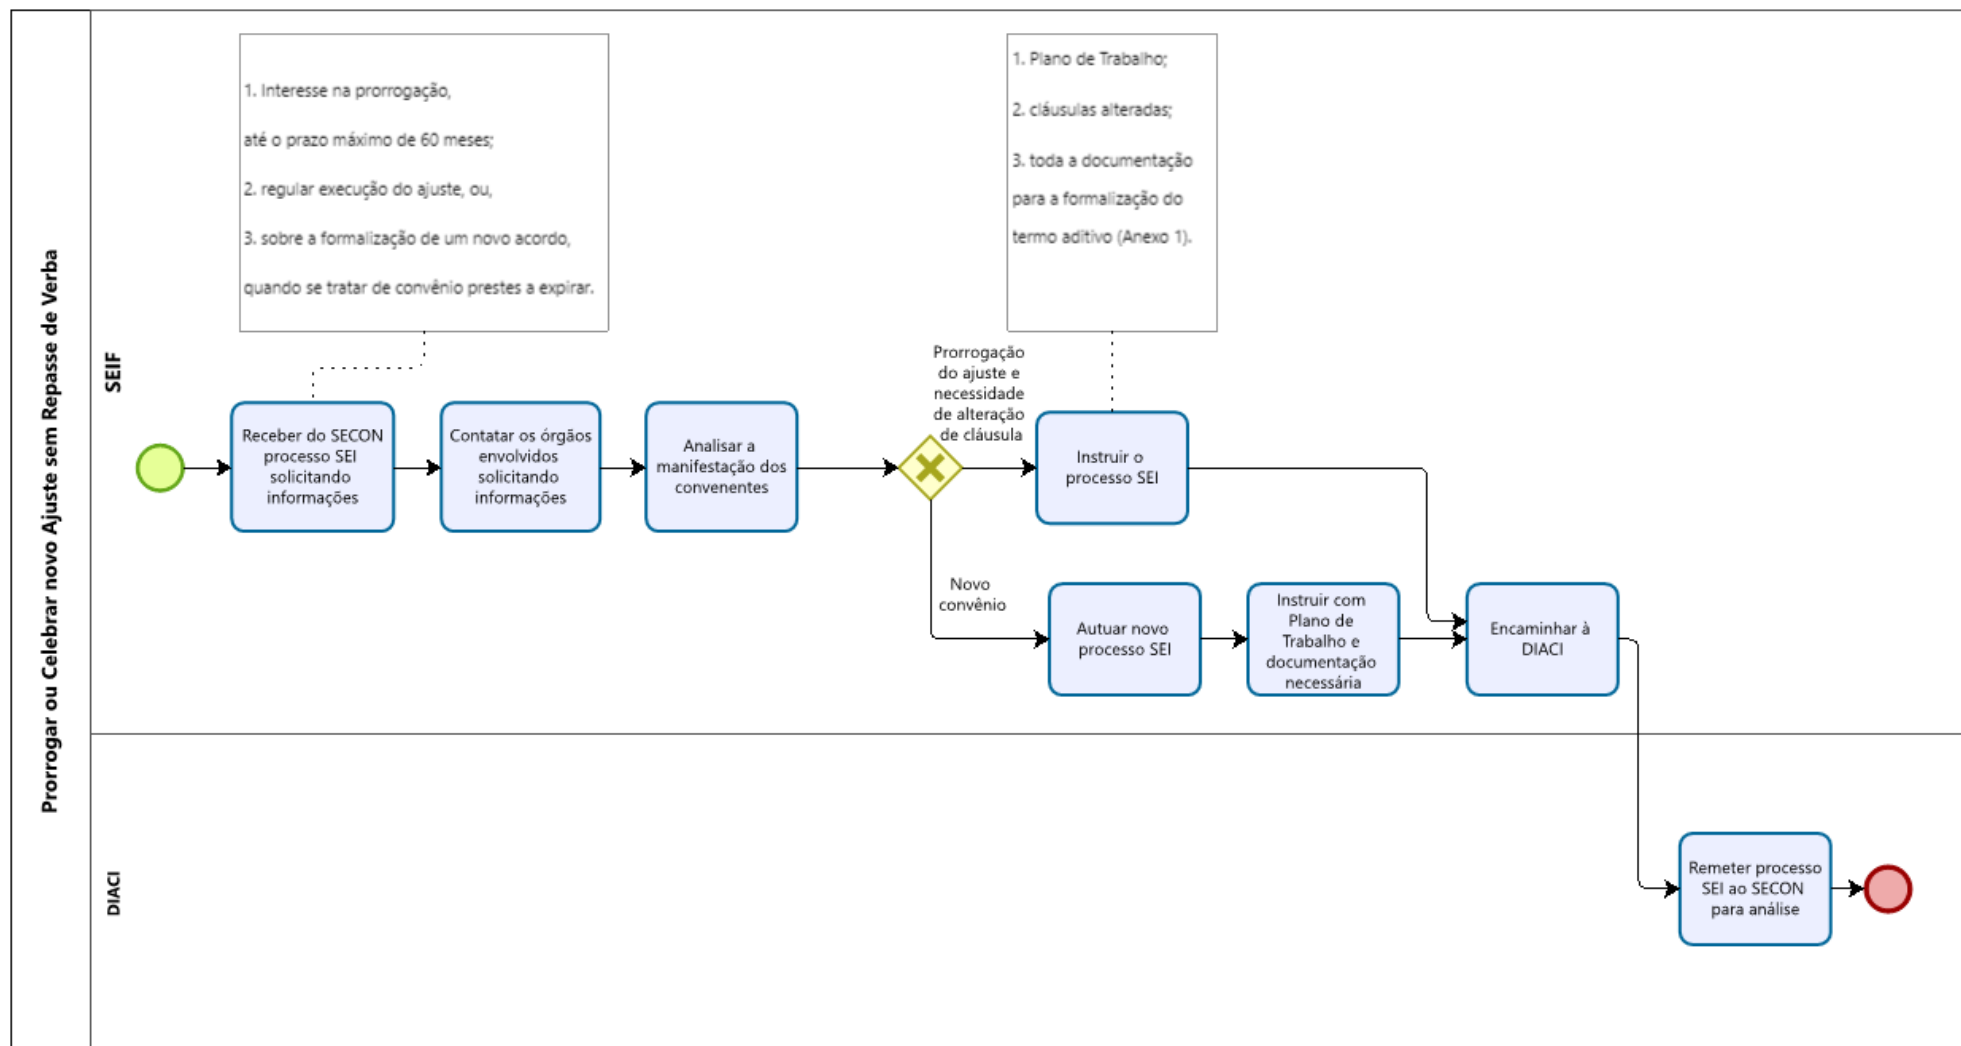 Prorrogar ou Celebrar novo Ajuste sem Repasse de Verba
SEIF
1. Interesse na prorrogação,
até o prazo máximo de 60 meses;
2. regular execução do ajuste, ou,
3. sobre a formalização de um novo acordo,
quando se tratar de convênio prestes a expirar.
1. Plano de Trabalho;
2. cláusulas alteradas;
3. toda a documentação
para a formalização do
termo aditivo (Anexo 1).
Receber do SECON
processo SEI
solicitando
informações
Contatar os órgãos
envolvidos
solicitando
informações
Analisar a
manifestação dos
convenentes
Prorrogação
do ajuste e
necessidade
de alteração
de cláusula
Instruir o
processo SEI
Novo
convênio
Autuar novo
processo SEI
Instruir com
Plano de
Trabalho e
documentação
necessária
Encaminhar à
DIACI
DIACI
Remeter processo
SEI ao SECON
para análise